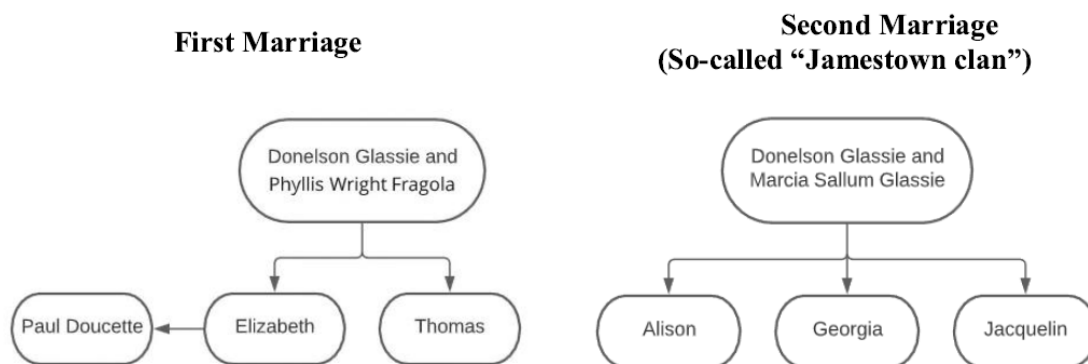 First Marriage
Second Marriage
(So-called “Jamestown clan”)
Donelson Glassie and
Phyllis Wright Fragola
Donelson Glassie and
Marcia Sallum Glassie
Paul Doucette
Elizabeth
Thomas
Alison
Georgia
Jacquelin